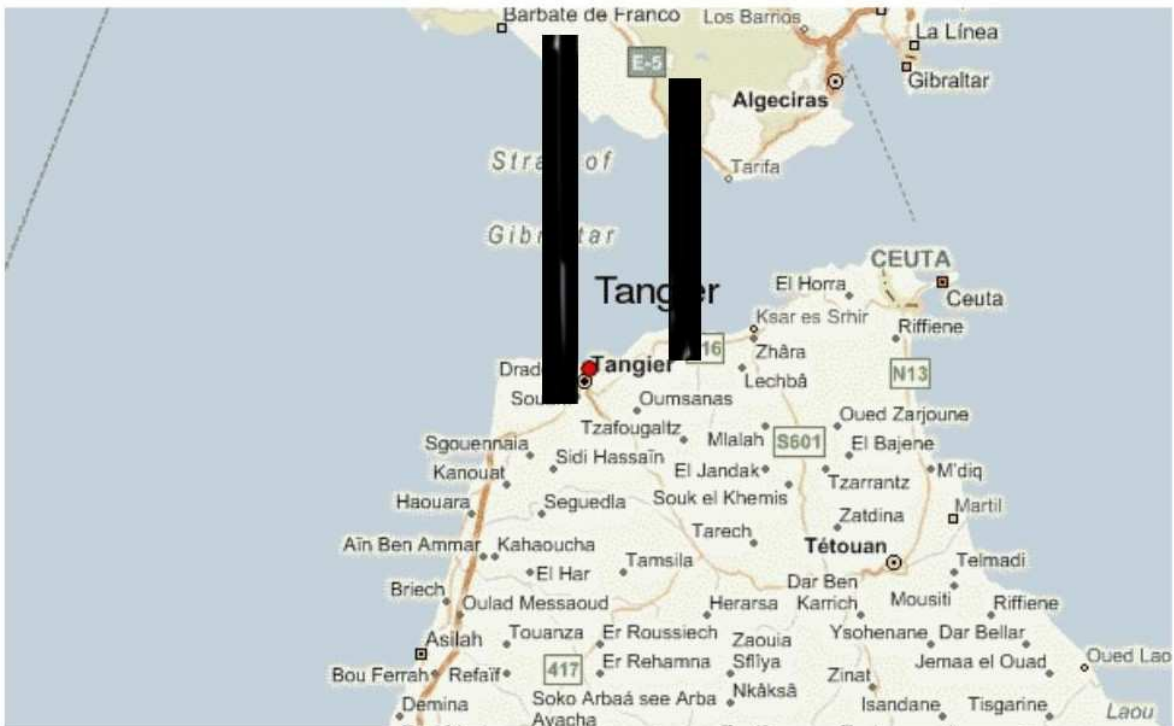 Barbate de Franco
Los Barrios
La Línea
E-5
Gibraltar
Algeciras
Tarifa
CEUTA
El Horra
Ceuta
Ksar es Srhir
Riffiene
Zhâra
Tangier
N13
Lechbâ
Oumsanas
Oued Zarjoune
Tzafougaltz
Mlalah
S601
El Bajene
Sgouennaia
Sidi Hassaïn
Kanouat
El Jandak
Tzarrantz
M'diq
Haouara
Seguedla
Souk el Khemis
Zatdina
Martil
Tarech
Aïn Ben Ammar
Kahaoucha
Tétouan
Tamsila
El Har
Telmadi
Dar Ben
Karrich
Briech
Oulad Messaoud
Herarsa
Mousiti
Riffiene
Asilah
Touanza
Er Roussiech
Zaouia
Sflîya
Ysohenane
Dar Bellar
Bou Ferrah
Refaïf
417
Er Rehamna
Zinat
Jemaa el Ouad
Oued Lao
Nkâksâ
Demina
Soko Arbaá see Arba
Ayacha
Isandane
Tisgarine
Laou